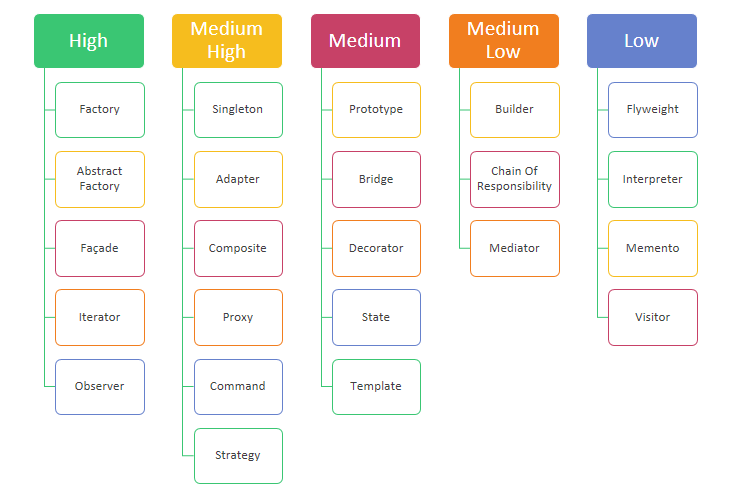 High
Factory
Abstract
Factory
Façade
Iterator
Observer
Medium
High
Singleton
Adapter
Composite
Proxy
Command
Strategy
Medium
Prototype
Bridge
Decorator
State
Template
Medium
Low
Builder
Chain Of
Responsibility
Mediator
Low
Flyweight
Interpreter
Memento
Visitor